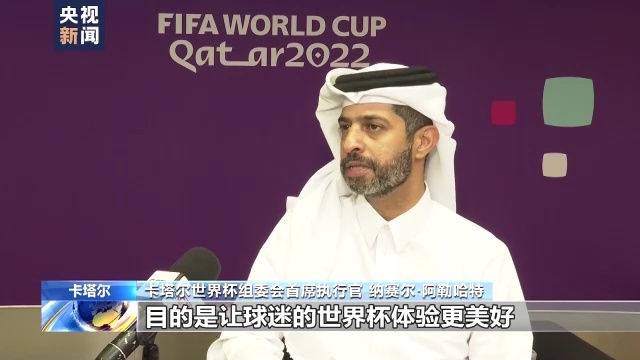 央视
新闻
FIFA WORLD CUP
Qatar2022
卡塔尔
卡塔尔世界杯组委会首席执行官 纳赛尔·阿勒哈特
目的是让球迷的世界杯体验更美好